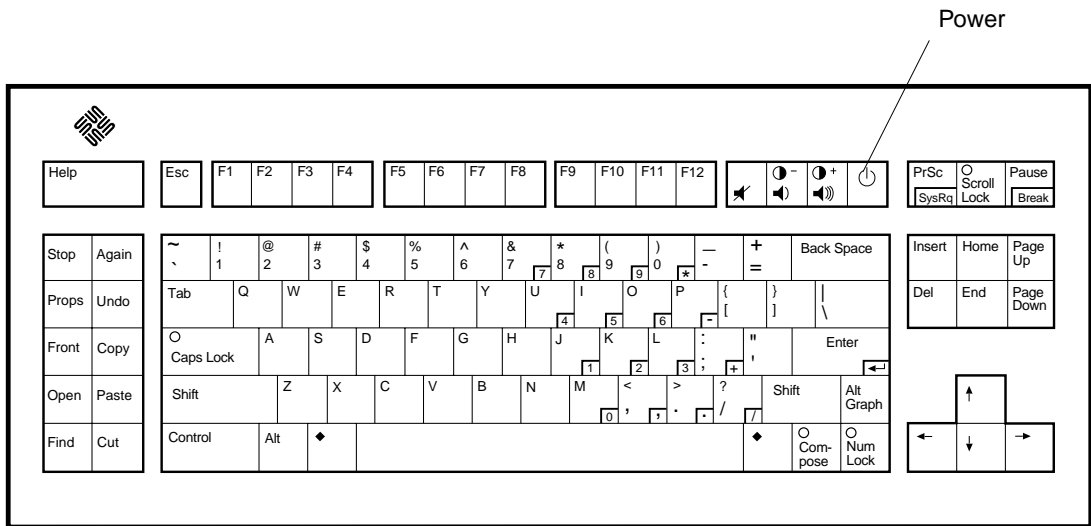 Power
Help Esc F1 F2 F3 F4 F5 F6 F7 F8 F9 F10 F11 F12 - + PrSc SysRq Scroll Lock Pause Break
Stop Again ~ ` ! 1 @ 2 # 3 $ 4 % 5 ^ 6 & 7 7 * 8 8 ( 9 9 ) 0 * _ - + = Back Space Insert Home Page Up
Props Undo Tab Q W E R T Y U 4 I 5 O 6 P - { [ } ] | \ Del End Page Down
Front Copy Caps Lock A S D F G H J 1 K 2 L 3 : ; + " ' Enter
Open Paste Shift Z X C V B N M 0 < , , > . . ? / / Shift Alt Graph
Find Cut Control Alt Com- pose Num Lock